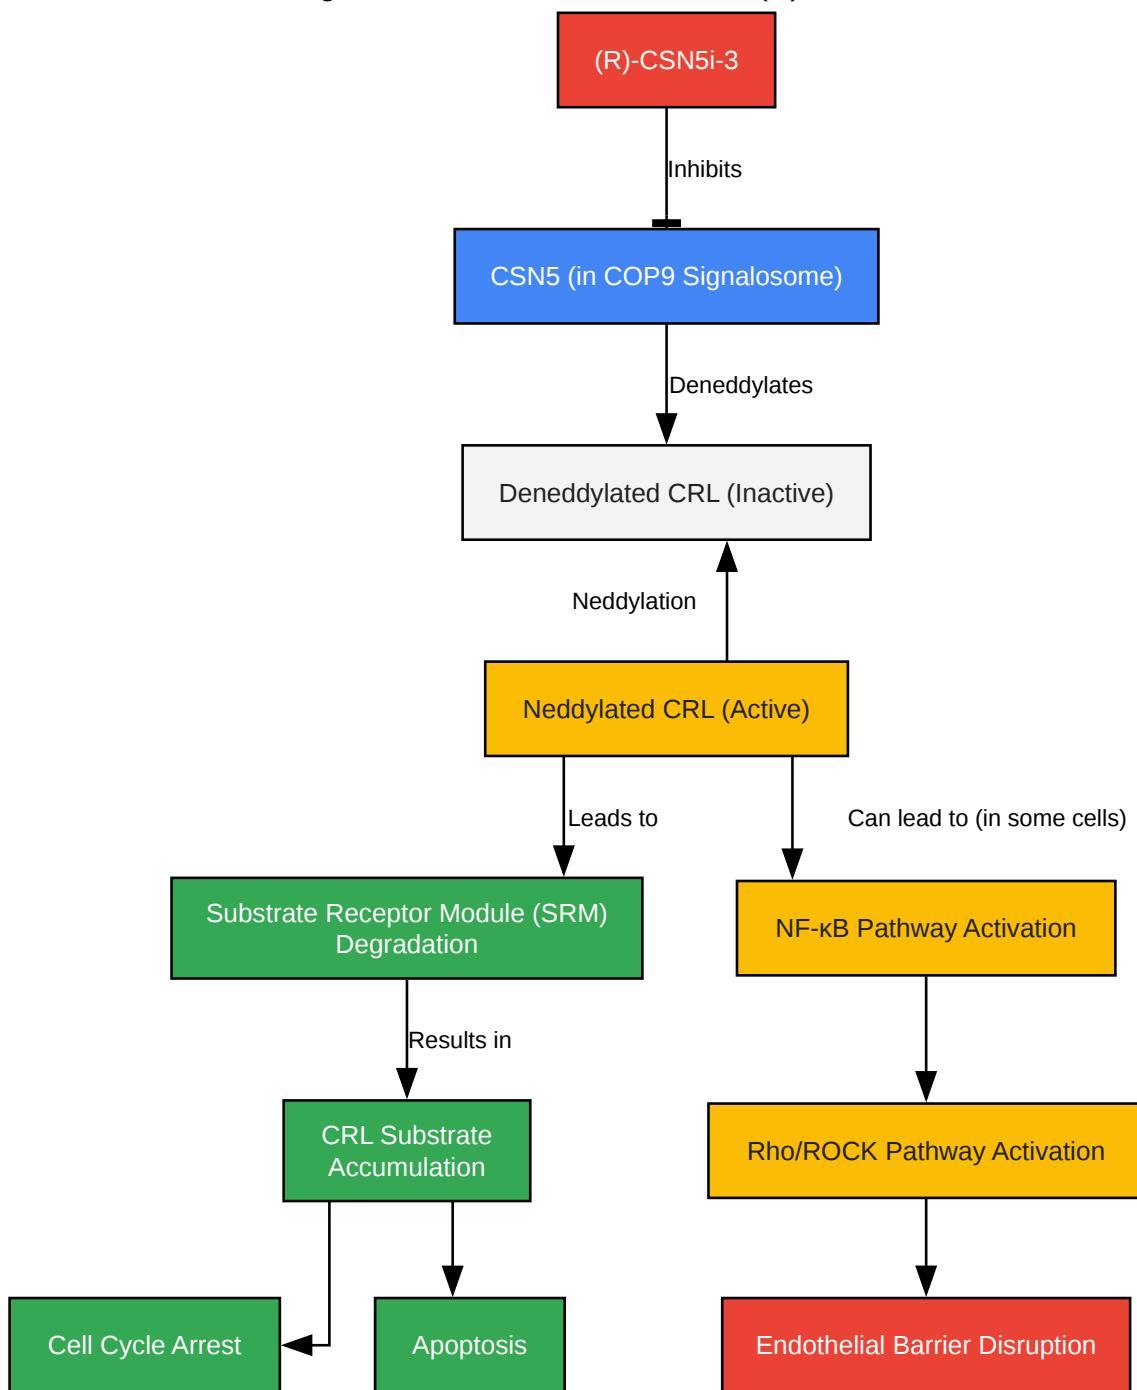 (R)-CSN5i-3
Inhibits
CSN5 (in COP9 Signalosome)
Deneddylates
Deneddylated CRL (Inactive)
Neddylation
Neddylated CRL (Active)
Leads to
Can lead to (in some cells)
Substrate Receptor Module (SRM)
Degradation
NF-κB Pathway Activation
Results in
CRL Substrate
Accumulation
Rho/ROCK Pathway Activation
Cell Cycle Arrest
Apoptosis
Endothelial Barrier Disruption